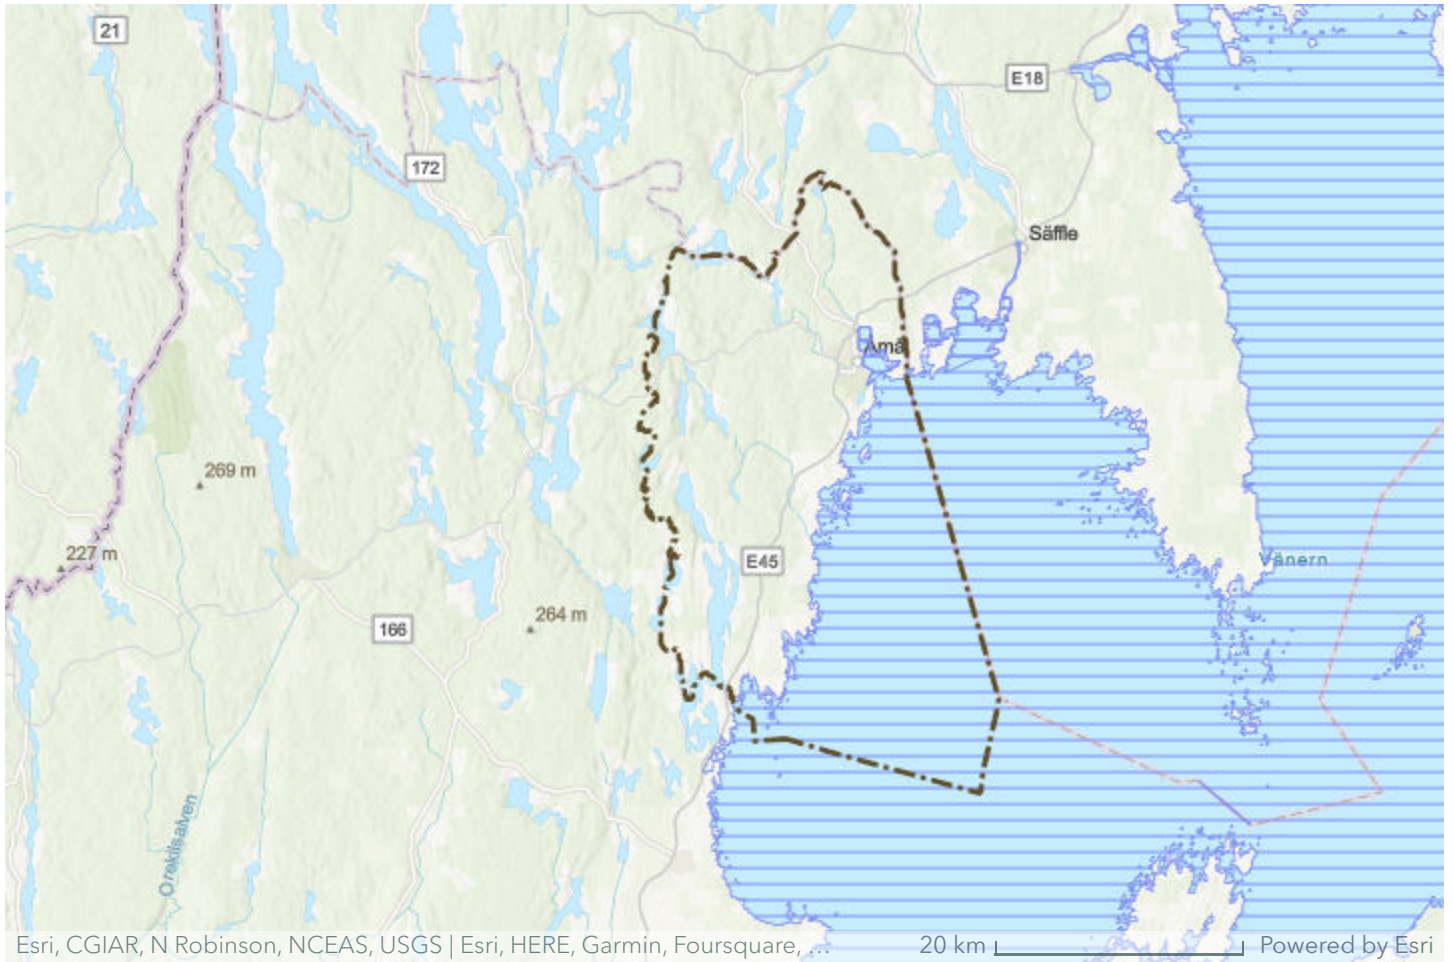 21
E18
172
Säffle
Åmål
269 m
Vänern
227 m
E45
264 m
166
Örekilsälven
Esri, CGIAR, N Robinson, NCEAS, USGS | Esri, HERE, Garmin, Foursquare, ...
20 km
Powered by Esri